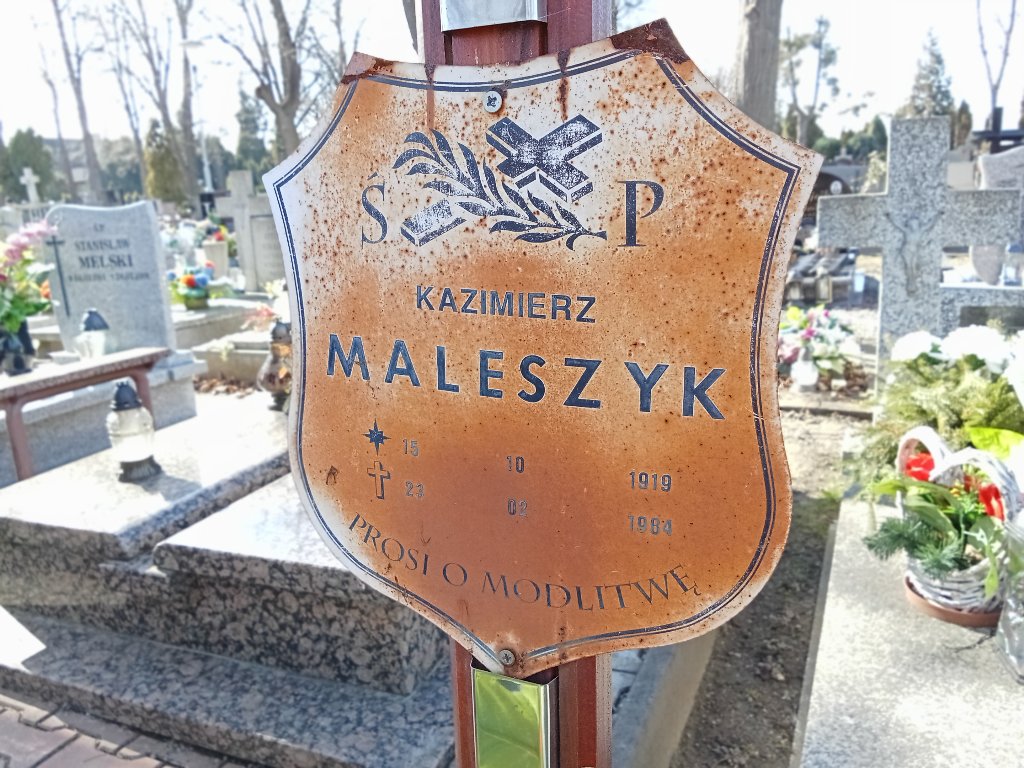 Ś P
KAZIMIERZ
MALESZYK
15 10 1919
R 23 02 1984
PROSI O MODLITWĘ
Ś.P.
STANISŁAW
MELSKI